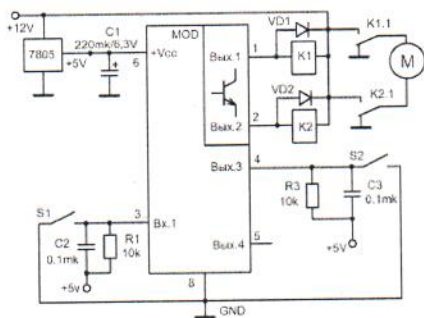 +12V
7805
+5V
C1
220mk/6,3V
6
+Vcc
MOD
Вых.1
1
VD1
K1
K1.1
M
VD2
K2
K2.1
Вых.2
2
Вых.3
4
S2
R3
10k
C3
0.1mk
+5v
S1
3
Вх.1
C2
0.1mk
R1
10k
+5v
Вых.4
5
8
GND